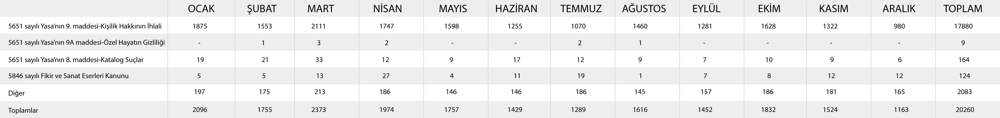 OCAK ŞUBAT MART NİSAN MAYIS HAZİRAN TEMMUZ AĞUSTOS EYLÜL EKİM KASIM ARALIK TOPLAM
5651 sayılı Yasa’nın 9. maddesi-Kişilik Hakkının İhlali 1875 1553 2111 1747 1598 1255 1070 1460 1281 1628 1322 980 17880
5651 sayılı Yasa’nın 9A maddesi-Özel Hayatın Gizliliği - 1 3 2 - - 2 1 - - - - 9
5651 sayılı Yasa’nın 8. maddesi-Katalog Suçlar 19 21 33 12 9 17 12 9 7 10 9 6 164
5846 sayılı Fikir ve Sanat Eserleri Kanunu 5 5 13 27 4 11 19 1 7 8 12 12 124
Diğer 197 175 213 186 146 146 186 145 157 186 181 165 2083
Toplamlar 2096 1755 2373 1974 1757 1429 1289 1616 1452 1832 1524 1163 20260